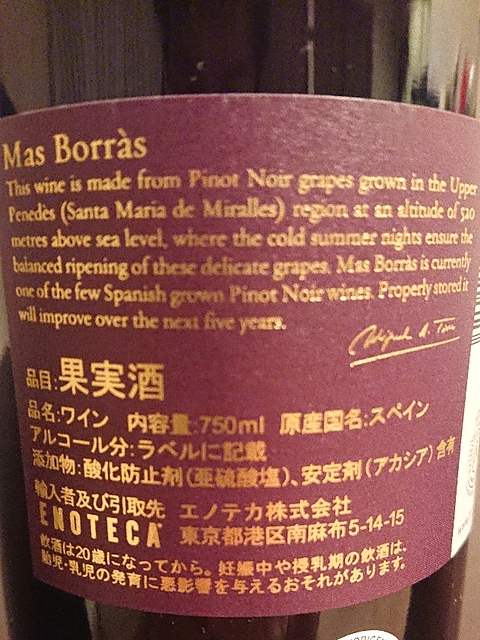 Mas Borràs
This wine is made from Pinot Noir grapes grown in the Upper
Penedès (Santa Maria de Miralles) region at an altitude of 520
metres above sea level, where the cold summer nights ensure the
balanced ripening of these delicate grapes. Mas Borràs is currently
one of the few Spanish grown Pinot Noir wines. Properly stored it
will improve over the next five years.
品目:果実酒
品名:ワイン 内容量:750ml 原産国名:スペイン
アルコール分:ラベルに記載
添加物:酸化防止剤(亜硫酸塩)、安定剤(アカシア)含有
輸入者及び引取先 エノテカ株式会社
ENOTECA 東京都港区南麻布5-14-15
飲酒は20歳になってから。妊娠中や授乳期の飲酒は、
胎児・乳児の発育に悪影響を与えるおそれがあります。